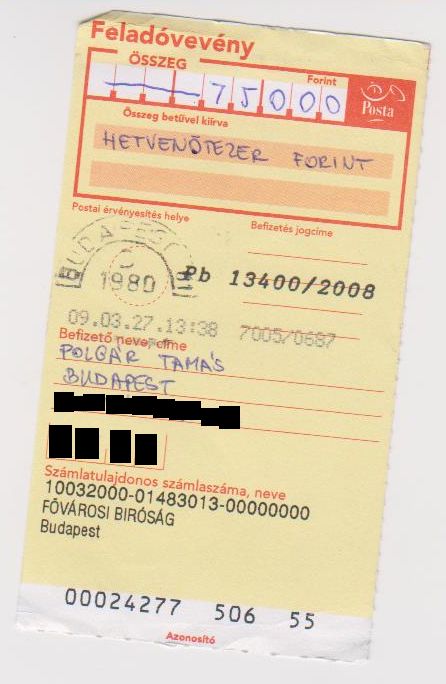 Feladóvevény
ÖSSZEG
Forint
75000
Posta
Összeg betűvel kiírva
HETVENÖTEZER FORINT
Postai érvényesítés helye
Befizetés jogcíme
BUDAPEST
1980
Pb 13400/2008
09.03.27.13:38 7005/0687
Befizető neve, címe
POLGÁR TAMÁS
BUDAPEST
Számlatulajdonos számlaszáma, neve
10032000-01483013-00000000
FŐVÁROSI BIRÓSÁG
Budapest
00024277 506 55
Azonosító